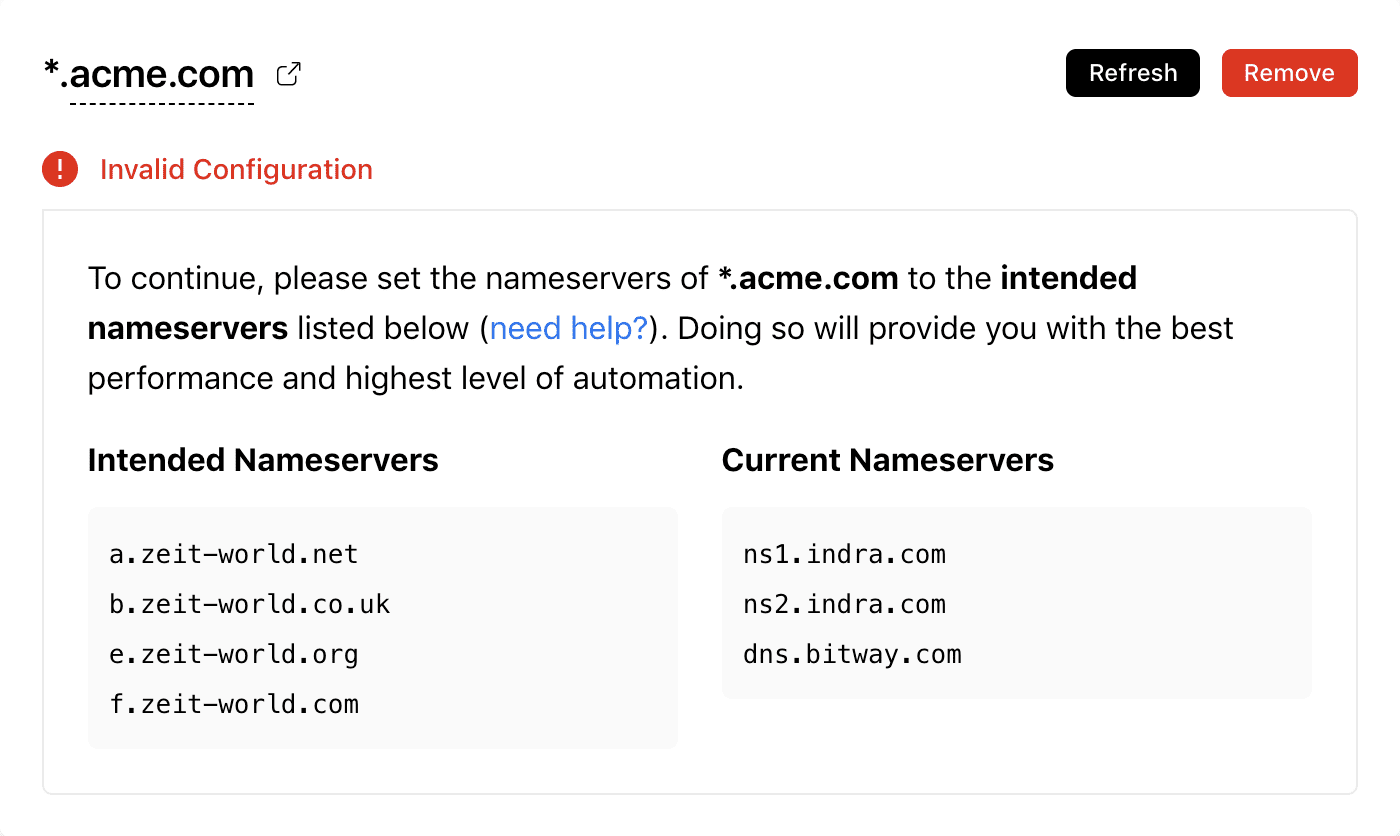 *.acme.com
Refresh
Remove
! Invalid Configuration
To continue, please set the nameservers of *.acme.com to the intended
nameservers listed below (need help?). Doing so will provide you with the best
performance and highest level of automation.
Intended Nameservers
a.zeit-world.net
b.zeit-world.co.uk
e.zeit-world.org
f.zeit-world.com
Current Nameservers
ns1.indra.com
ns2.indra.com
dns.bitway.com